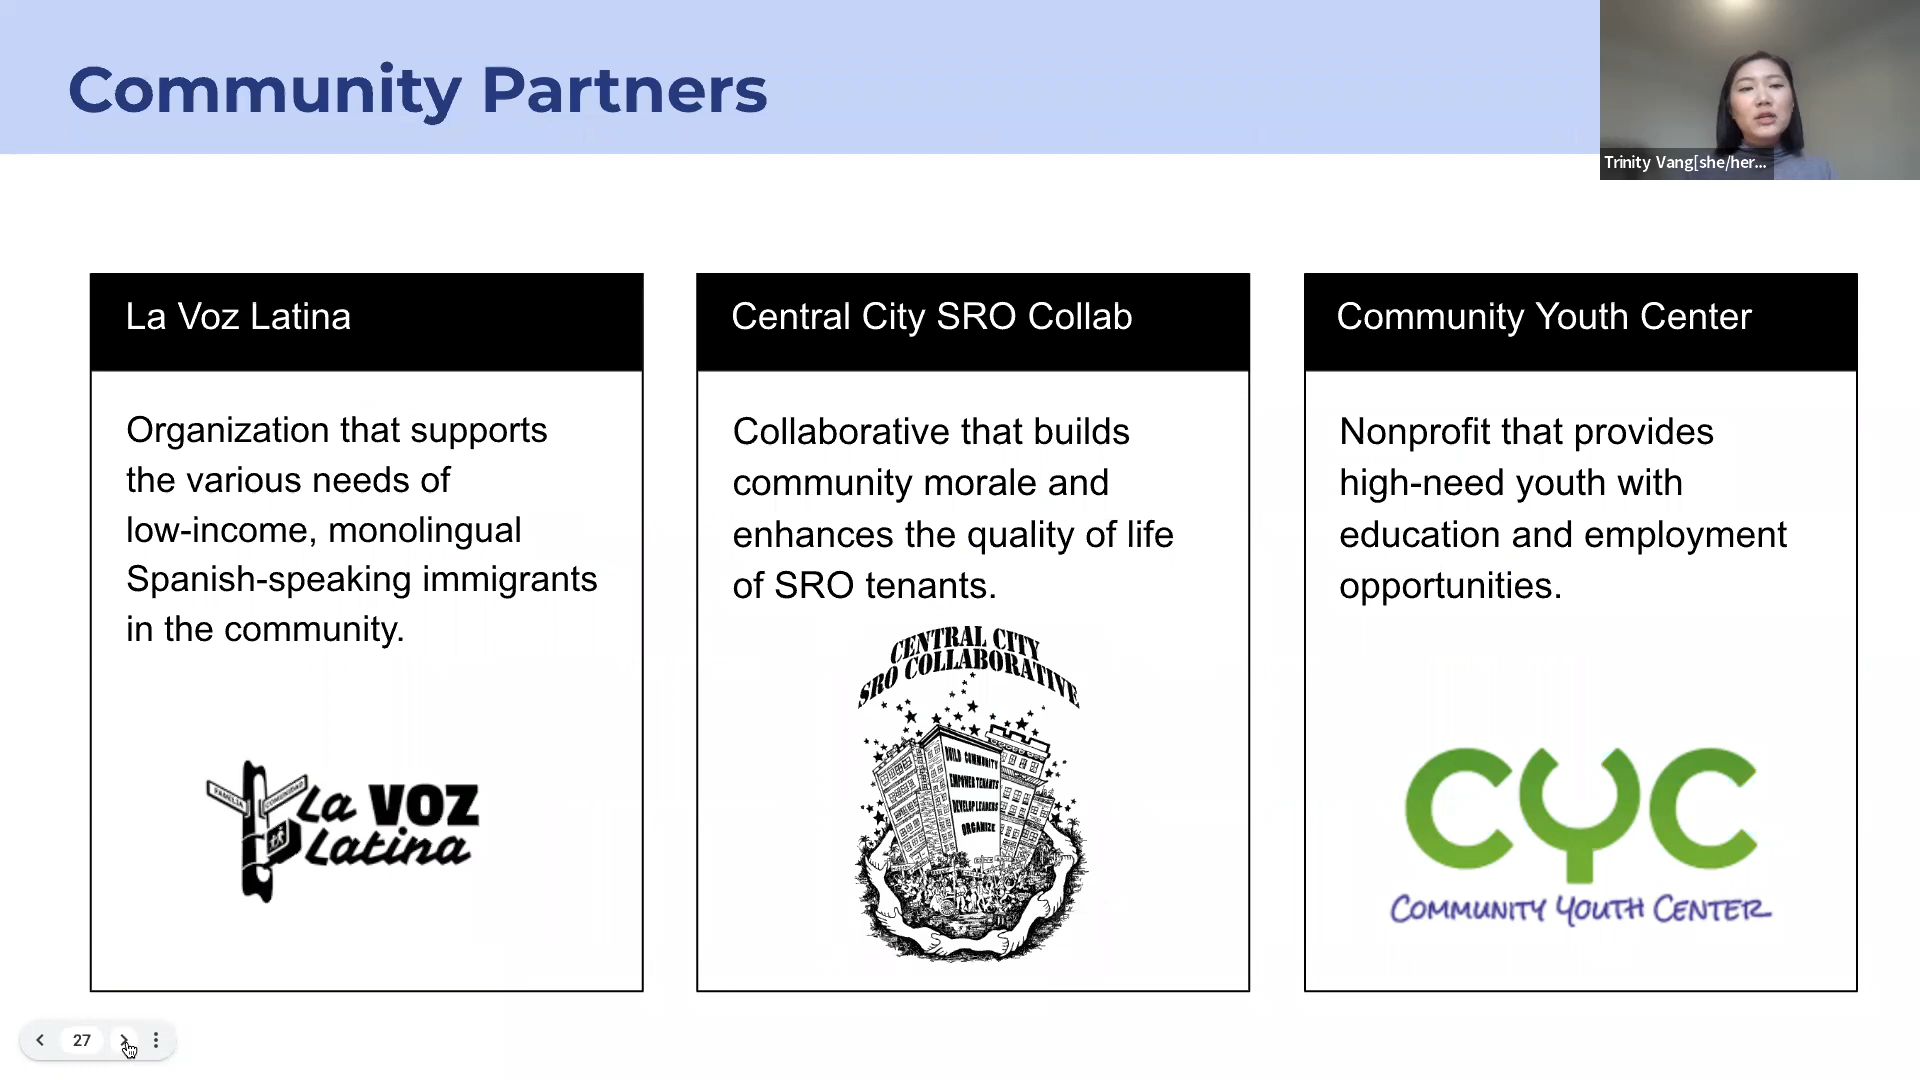 Community Partners
Trinity Vang[she/her...
La Voz Latina
Organization that supports
the various needs of
low-income, monolingual
Spanish-speaking immigrants
in the community.
FAMILIA
COMUNIDAD
La VOZ
Latina
Central City SRO Collab
Collaborative that builds
community morale and
enhances the quality of life
of SRO tenants.
CENTRAL CITY
SRO COLLABORATIVE
BUILD COMMUNITY
EMPOWER TENANTS
DEVELOP LEADERS
ORGANIZE
Community Youth Center
Nonprofit that provides
high-need youth with
education and employment
opportunities.
CYC
COMMUNITY YOUTH CENTER
27